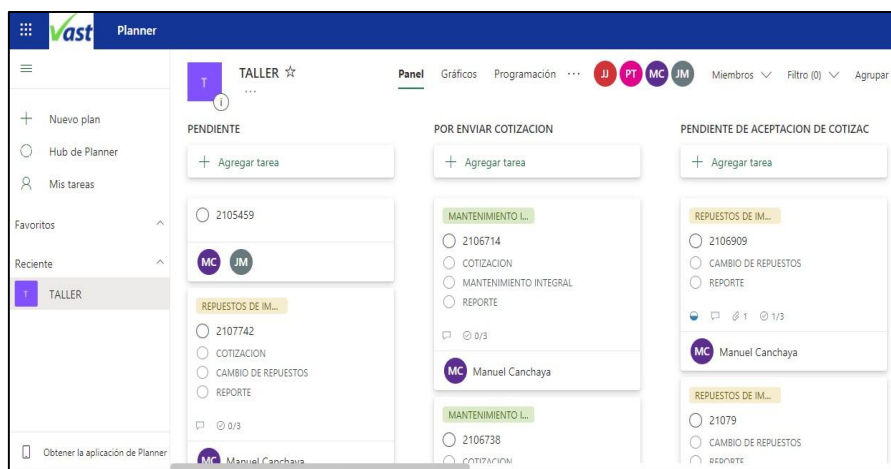 Vast
Planner
Nuevo plan
Hub de Planner
Mis tareas
Favoritos
Reciente
T TALLER
Obtener la aplicación de Planner
T
TALLER
Panel Gráficos Programación ... JJ PT MC JM Miembros Filtro (0) Agrupar
PENDIENTE
+ Agregar tarea
2105459
MC JM
REPUESTOS DE IM...
2107742
COTIZACION
CAMBIO DE REPUESTOS
REPORTE
0/3
MC Manuel Canchaya
POR ENVIAR COTIZACION
+ Agregar tarea
MANTENIMIENTO I...
2106714
COTIZACION
MANTENIMIENTO INTEGRAL
REPORTE
0/3
MC Manuel Canchaya
MANTENIMIENTO I...
2106738
COTIZACION
PENDIENTE DE ACEPTACION DE COTIZAC
+ Agregar tarea
REPUESTOS DE IM...
2106909
CAMBIO DE REPUESTOS
REPORTE
1 1/3
MC Manuel Canchaya
REPUESTOS DE IM...
21079
CAMBIO DE REPUESTOS
REPORTE